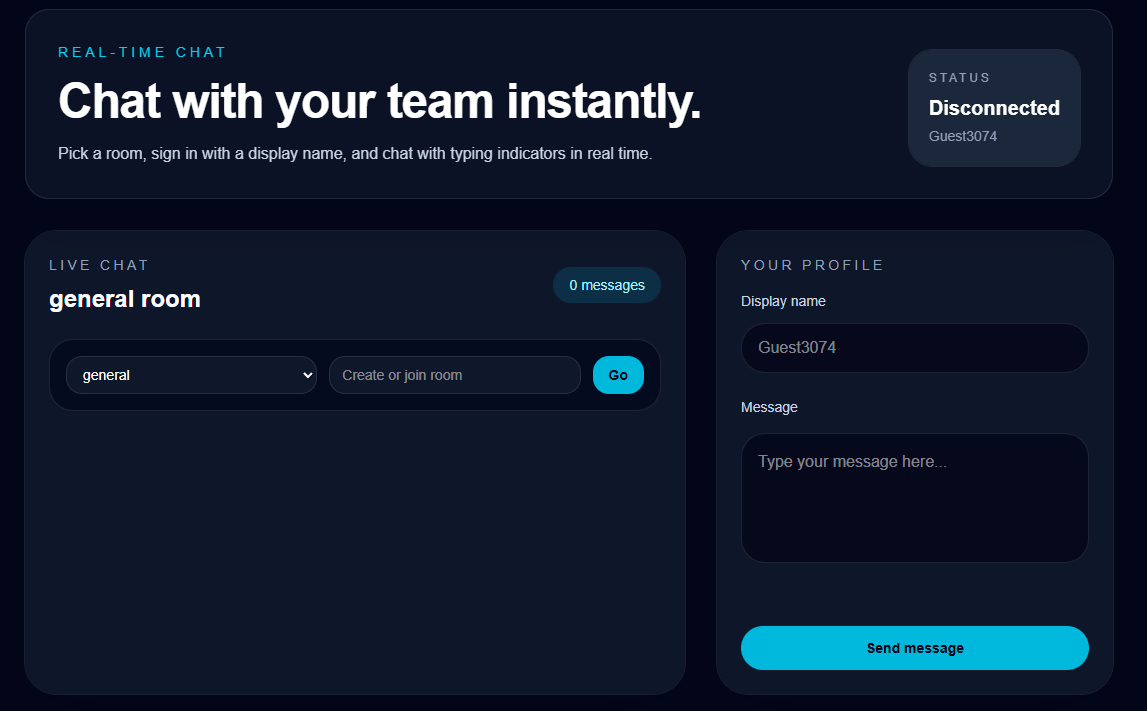 REAL-TIME CHAT
Chat with your team instantly.
Pick a room, sign in with a display name, and chat with typing indicators in real time.
STATUS
Disconnected
Guest3074
LIVE CHAT
general room
0 messages
general
Create or join room
Go
YOUR PROFILE
Display name
Guest3074
Message
Type your message here...
Send message